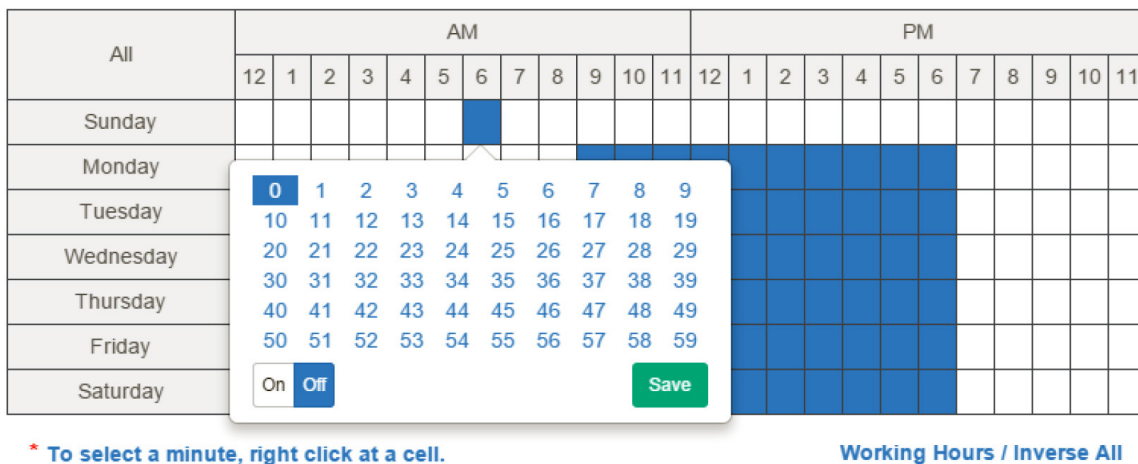 All AM PM
12 1 2 3 4 5 6 7 8 9 10 11 12 1 2 3 4 5 6 7 8 9 10 11
Sunday
Monday
Tuesday
Wednesday
Thursday
Friday
Saturday
0 1 2 3 4 5 6 7 8 9
10 11 12 13 14 15 16 17 18 19
20 21 22 23 24 25 26 27 28 29
30 31 32 33 34 35 36 37 38 39
40 41 42 43 44 45 46 47 48 49
50 51 52 53 54 55 56 57 58 59
On Off Save
* To select a minute, right click at a cell. Working Hours / Inverse All